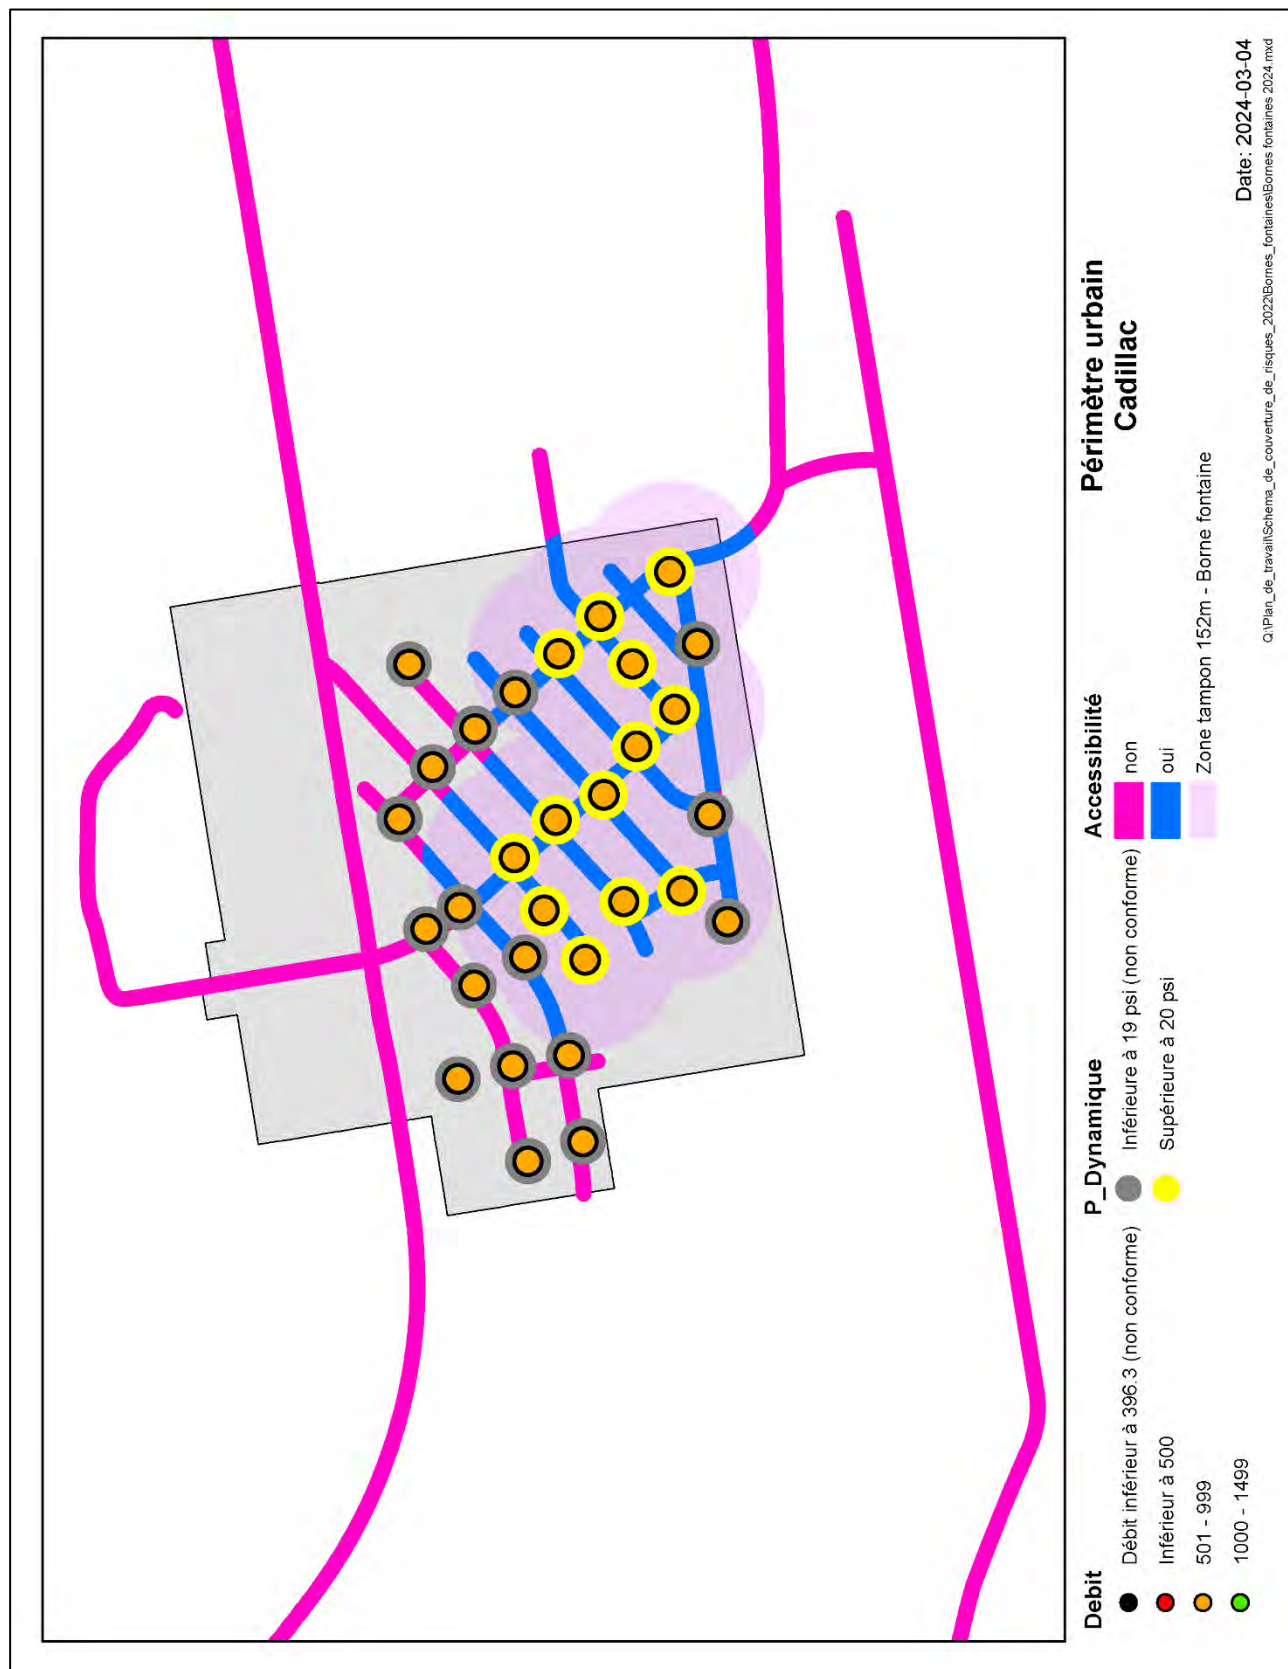 Périmètre urbain
Cadillac
Debit
Débit inférieur à 396.3 (non conforme)
Inférieur à 500
501 - 999
1000 - 1499
P_Dynamique
Inférieure à 19 psi (non conforme)
Supérieure à 20 psi
Accessibilité
non
oui
Zone tampon 152m - Borne fontaine
Date: 2024-03-04
Q:\Plan_de_travail\Schema_de_couverture_de_risques_2022\Bornes_fontaines\Bornes fontaines 2024.mxd